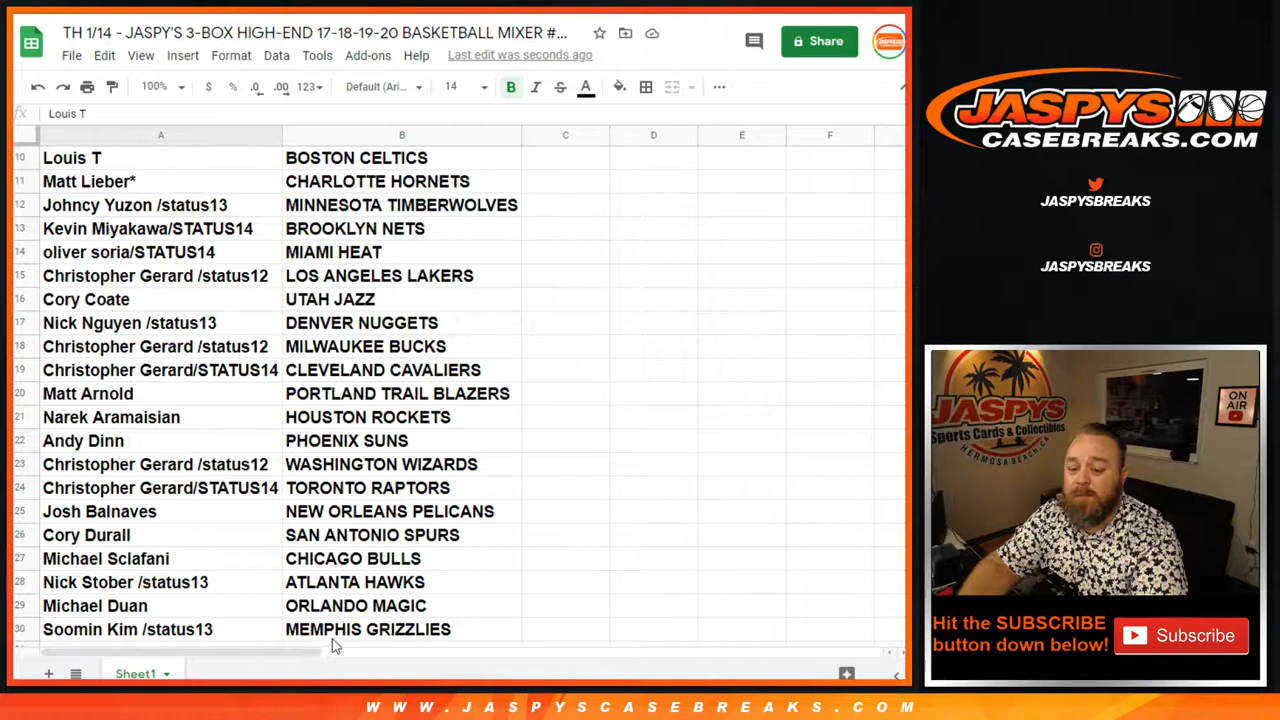 TH 1/14 - JASPY'S 3-BOX HIGH-END 17-18-19-20 BASKETBALL MIXER #...
File Edit View Insert Format Data Tools Add-ons Help Last edit was seconds ago
Share
100% $ % .0 .00 123 Default (Ari... 14 B I S A ...
fx Louis T
A B C D E F
10 Louis T BOSTON CELTICS
11 Matt Lieber* CHARLOTTE HORNETS
12 Johncy Yuzon /status13 MINNESOTA TIMBERWOLVES
13 Kevin Miyakawa/STATUS14 BROOKLYN NETS
14 oliver soria/STATUS14 MIAMI HEAT
15 Christopher Gerard /status12 LOS ANGELES LAKERS
16 Cory Coate UTAH JAZZ
17 Nick Nguyen /status13 DENVER NUGGETS
18 Christopher Gerard /status12 MILWAUKEE BUCKS
19 Christopher Gerard/STATUS14 CLEVELAND CAVALIERS
20 Matt Arnold PORTLAND TRAIL BLAZERS
21 Narek Aramaisian HOUSTON ROCKETS
22 Andy Dinn PHOENIX SUNS
23 Christopher Gerard /status12 WASHINGTON WIZARDS
24 Christopher Gerard/STATUS14 TORONTO RAPTORS
25 Josh Balnaves NEW ORLEANS PELICANS
26 Cory Durall SAN ANTONIO SPURS
27 Michael Sclafani CHICAGO BULLS
28 Nick Stober /status13 ATLANTA HAWKS
29 Michael Duan ORLANDO MAGIC
30 Soomin Kim /status13 MEMPHIS GRIZZLIES
Sheet1
JASPYS
CASEBREAKS.COM
JASPYSBREAKS
JASPYSBREAKS
JASPYS
Sports Cards & Collectibles
HERMOSA BEACH, CA
ON
AIR
Hit the SUBSCRIBE
button down below!
Subscribe
WWW.JASPYSCASEBREAKS.COM